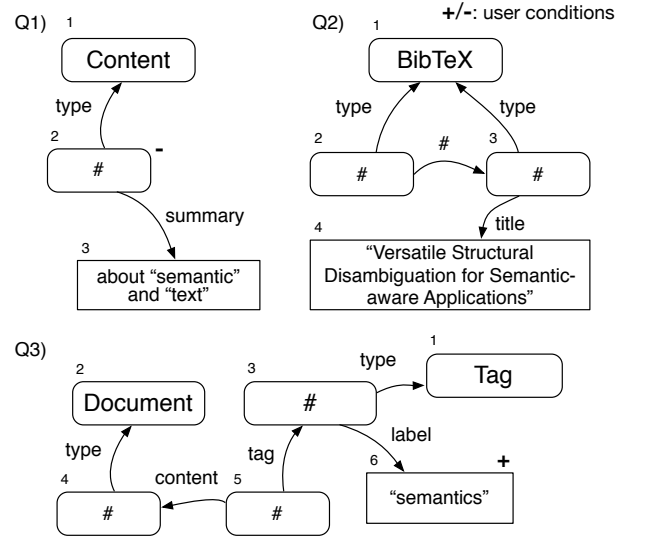 +/-: user conditions
Q1)
1
Content
type
2
#
-
summary
3
about “semantic”
and “text”
Q2)
1
BibTeX
type
type
2
#
#
3
#
title
4
“Versatile Structural
Disambiguation for Semantic-
aware Applications”
Q3)
1
Tag
type
2
Document
3
#
type
tag
label
4
#
content
5
#
6
+
“semantics”